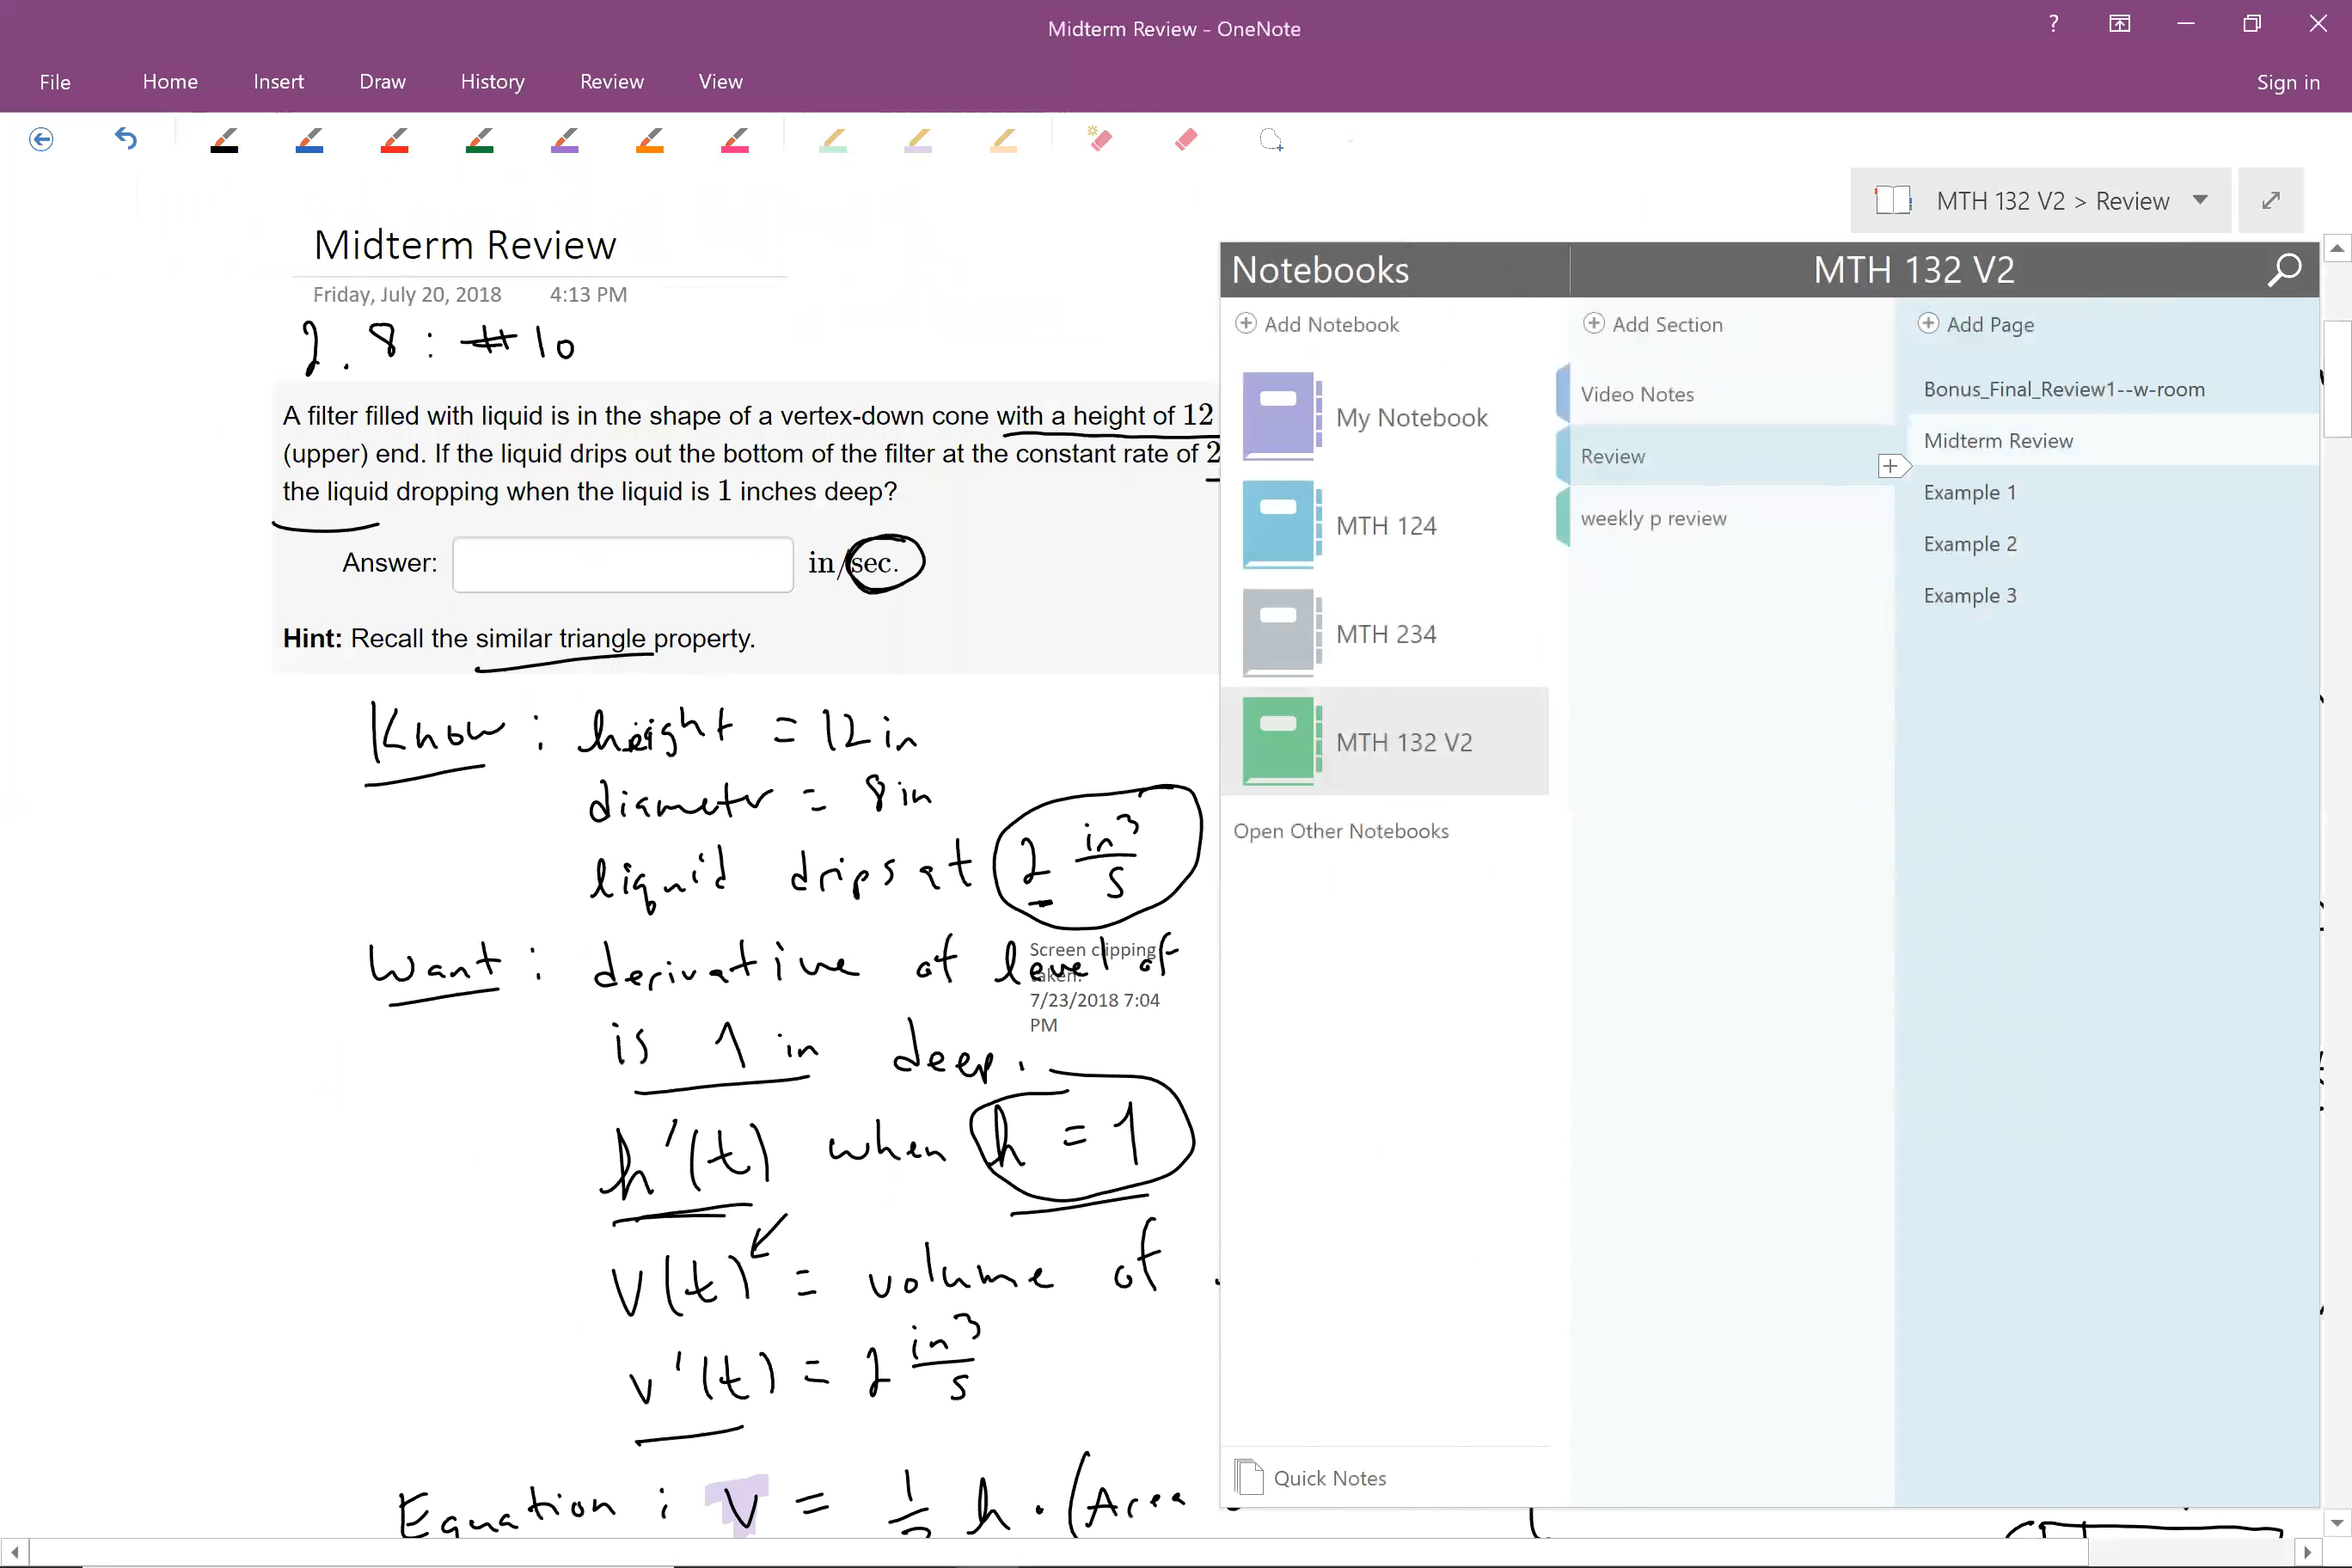 Midterm Review - OneNote
?
File Home Insert Draw History Review View
Sign in
MTH 132 V2 > Review
Midterm Review
Friday, July 20, 2018 4:13 PM
2.8: #10
A filter filled with liquid is in the shape of a vertex-down cone with a height of 12
(upper) end. If the liquid drips out the bottom of the filter at the constant rate of 2
the liquid dropping when the liquid is 1 inches deep?
Answer: in/sec.
Hint: Recall the similar triangle property.
Know: height = 12 in
diameter = 8 in
liquid drips at 2 in³/s
Want: derivative of level of
Screen clipping
taken:
7/23/2018 7:04
PM
is 1 in deep.
h'(t) when h = 1
V(t) = volume of
v'(t) = 2 in³/s
Equation: V = h · (Area
Notebooks
MTH 132 V2
Add Notebook
My Notebook
MTH 124
MTH 234
MTH 132 V2
Open Other Notebooks
Quick Notes
Add Section
Video Notes
Review
weekly p review
Add Page
Bonus_Final_Review1--w-room
Midterm Review
Example 1
Example 2
Example 3